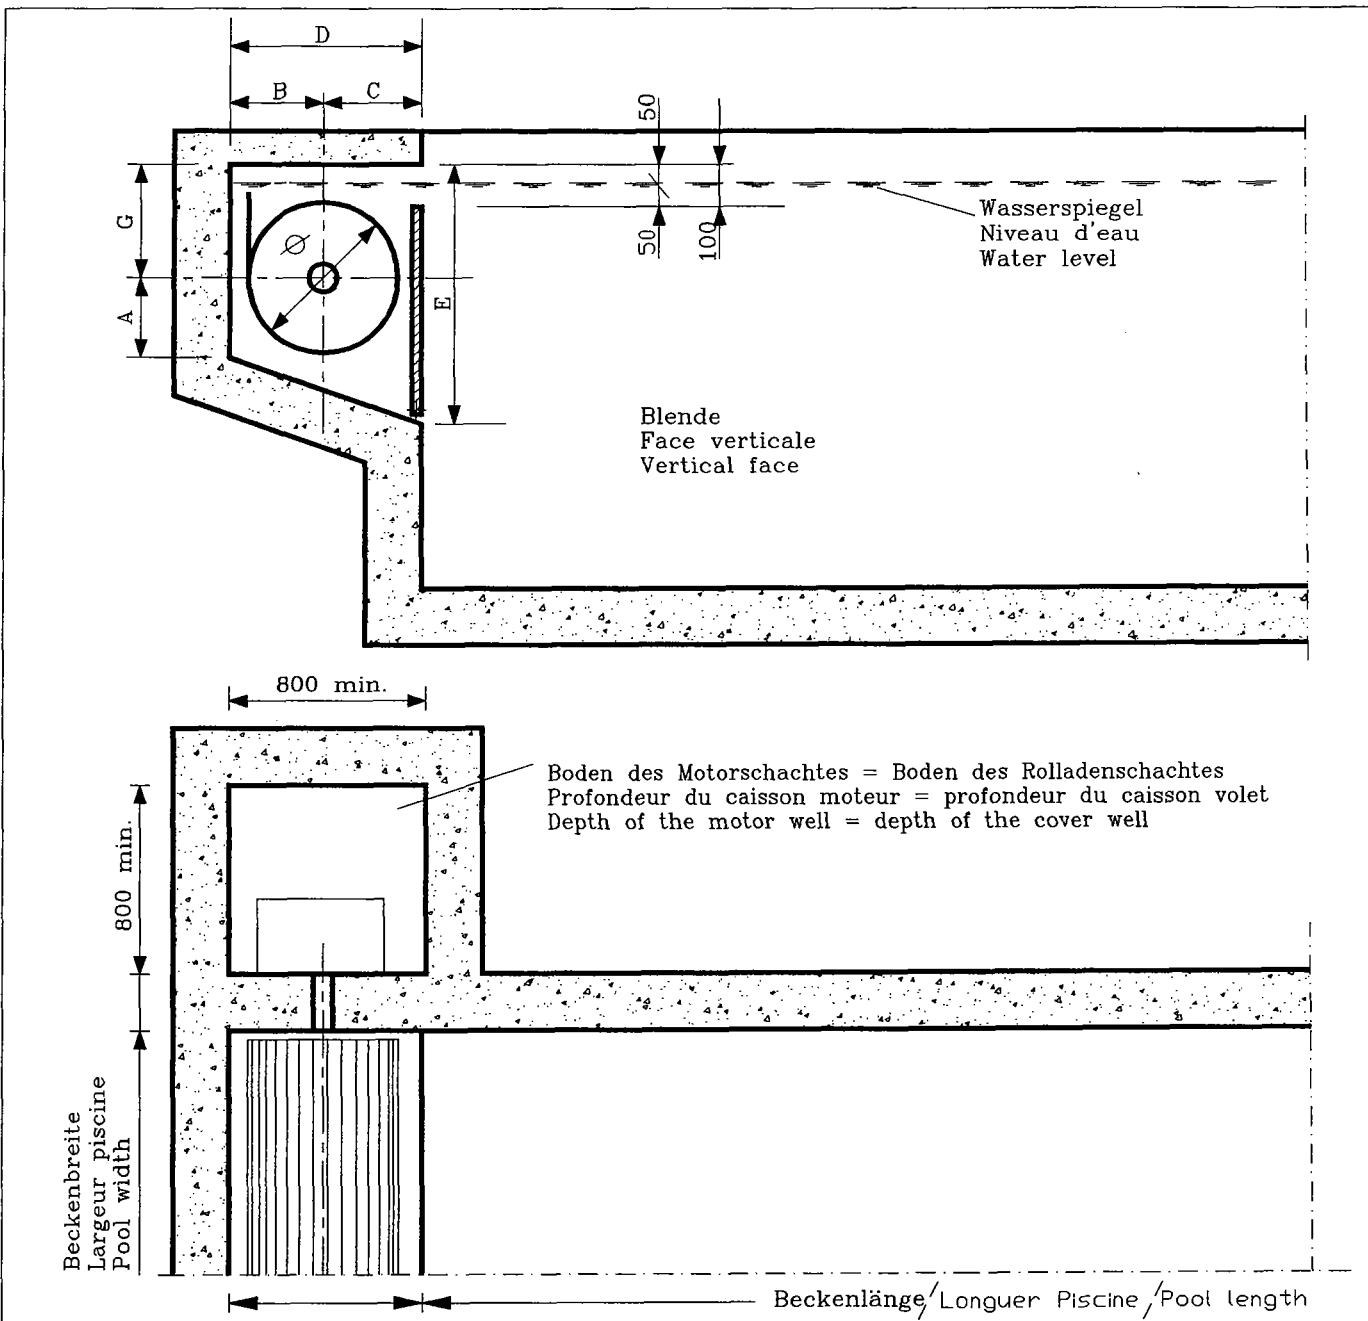 D
B
C
50
G
A
∅
E
50
100
Wasserspiegel
Niveau d'eau
Water level
Blende
Face verticale
Vertical face
800 min.
Boden des Motorschachtes = Boden des Rolladenschachtes
Profondeur du caisson moteur = profondeur du caisson volet
Depth of the motor well = depth of the cover well
800 min.
Beckenbreite
Largeur piscine
Pool width
Beckenlänge/Longuer Piscine/Pool length